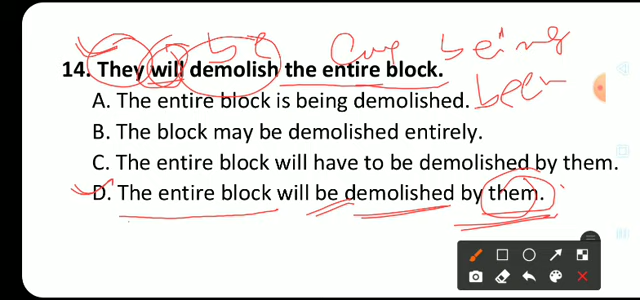 be being
been
14. They will demolish the entire block.
A. The entire block is being demolished.
B. The block may be demolished entirely.
C. The entire block will have to be demolished by them.
D. The entire block will be demolished by them.